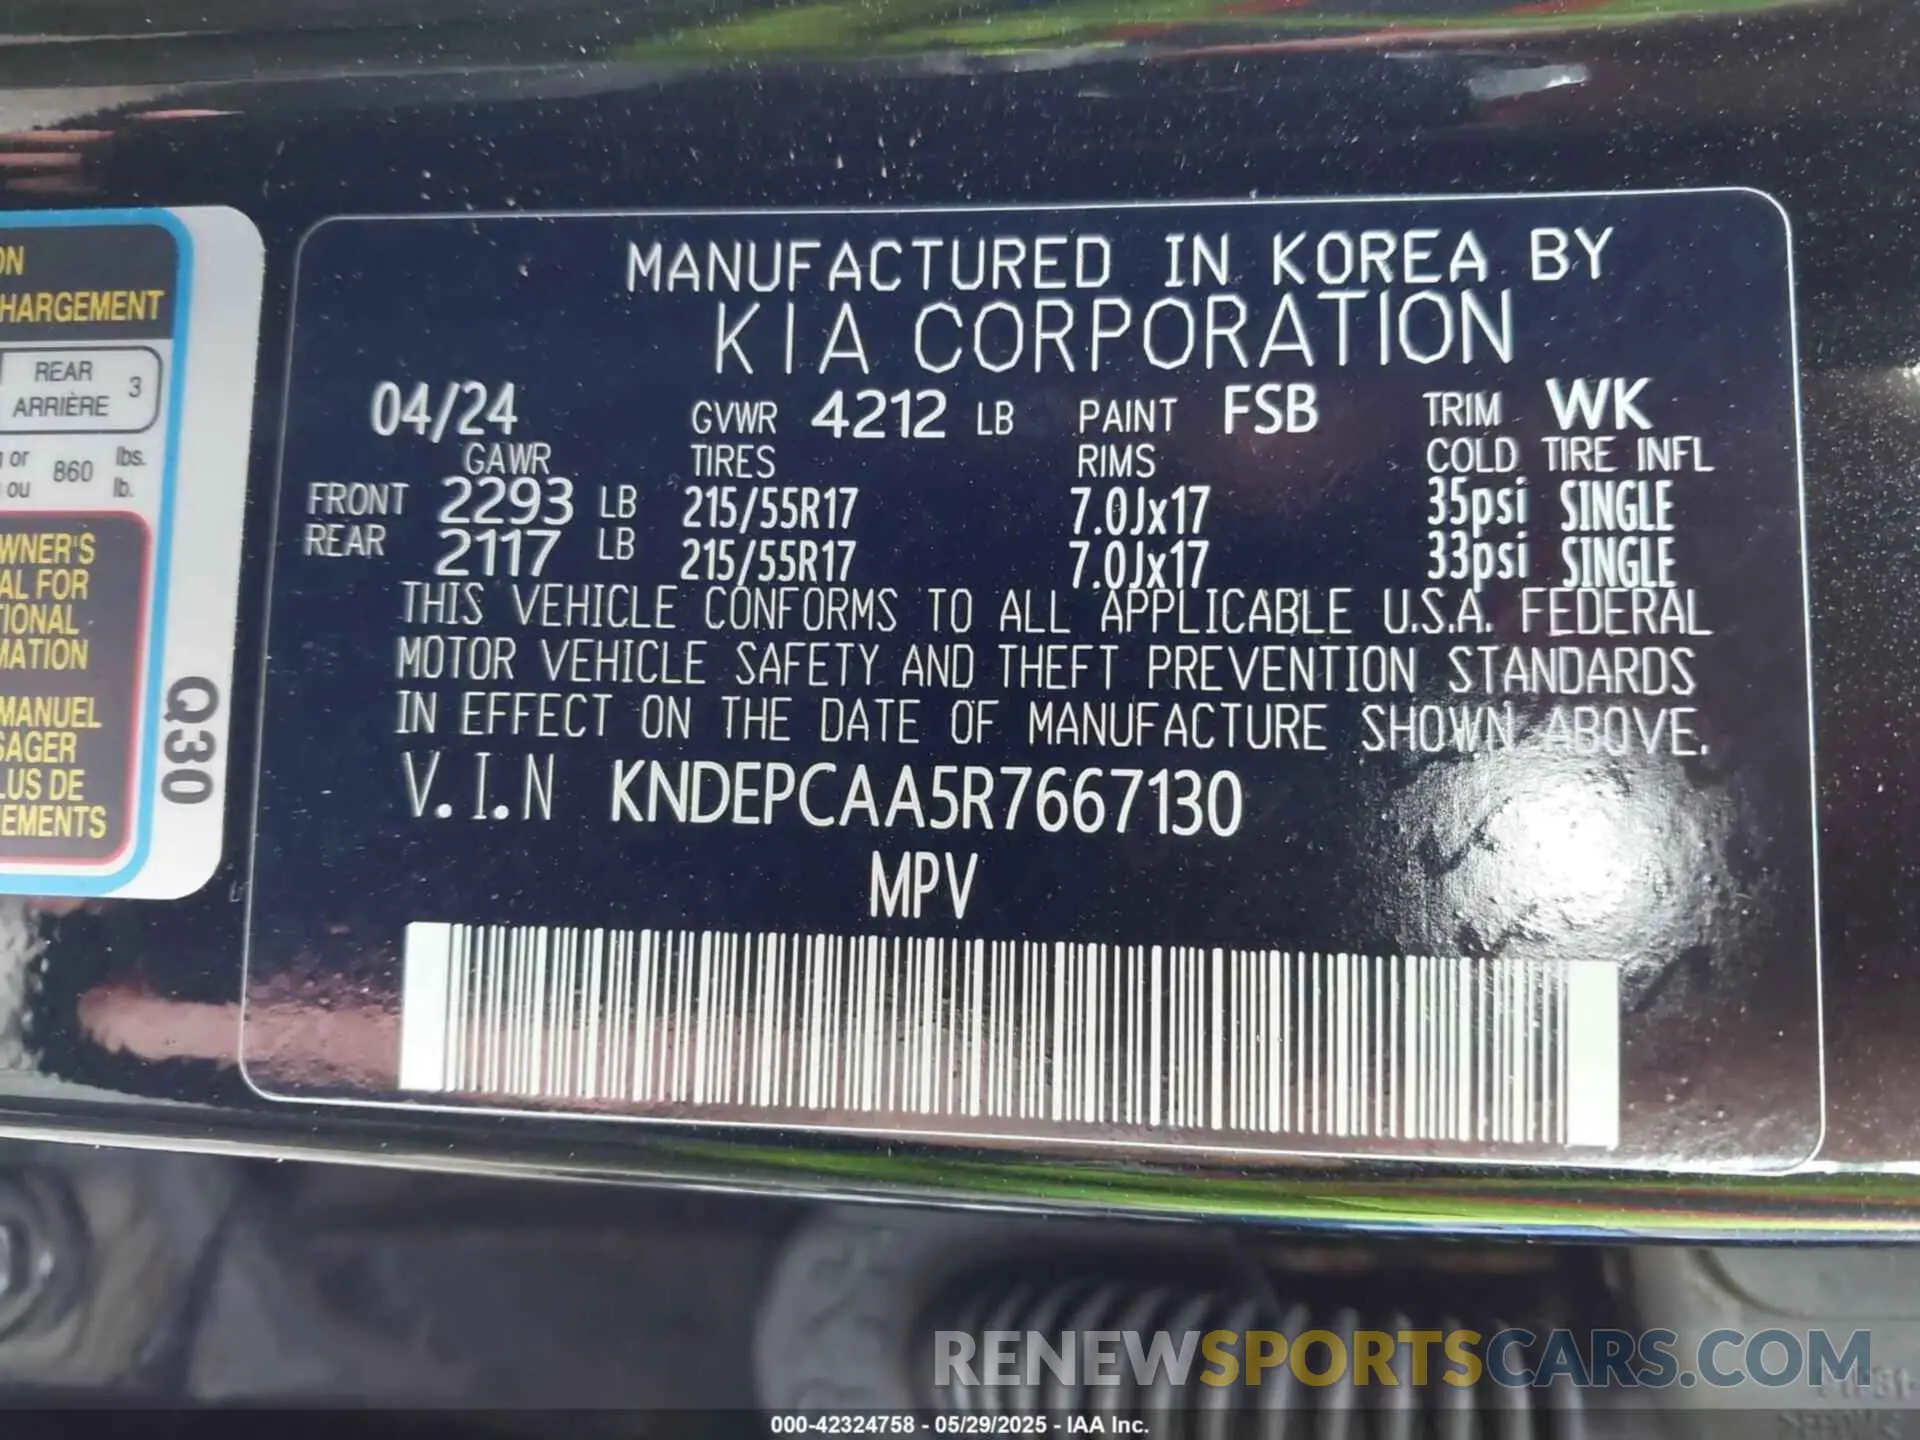 MANUFACTURED IN KOREA BY
KIA CORPORATION
04/24 GVWR 4212 LB PAINT FSB TRIM WK
GAWR TIRES RIMS COLD TIRE INFL
FRONT 2293 LB 215/55R17 7.0Jx17 35psi SINGLE
REAR 2117 LB 215/55R17 7.0Jx17 33psi SINGLE
THIS VEHICLE CONFORMS TO ALL APPLICABLE U.S.A. FEDERAL
MOTOR VEHICLE SAFETY AND THEFT PREVENTION STANDARDS
IN EFFECT ON THE DATE OF MANUFACTURE SHOWN ABOVE.
V.I.N KNDEPCAA5R7667130
MPV
ON
HARGEMENT
REAR 3
ARRIÈRE
or 860 lbs.
ou lb.
WNER'S
AL FOR
TIONAL
MATION
MANUEL
SAGER
LUS DE
EMENTS
Q30
RENEWSPORTSCARS.COM
000-42324758 - 05/29/2025 - IAA Inc.